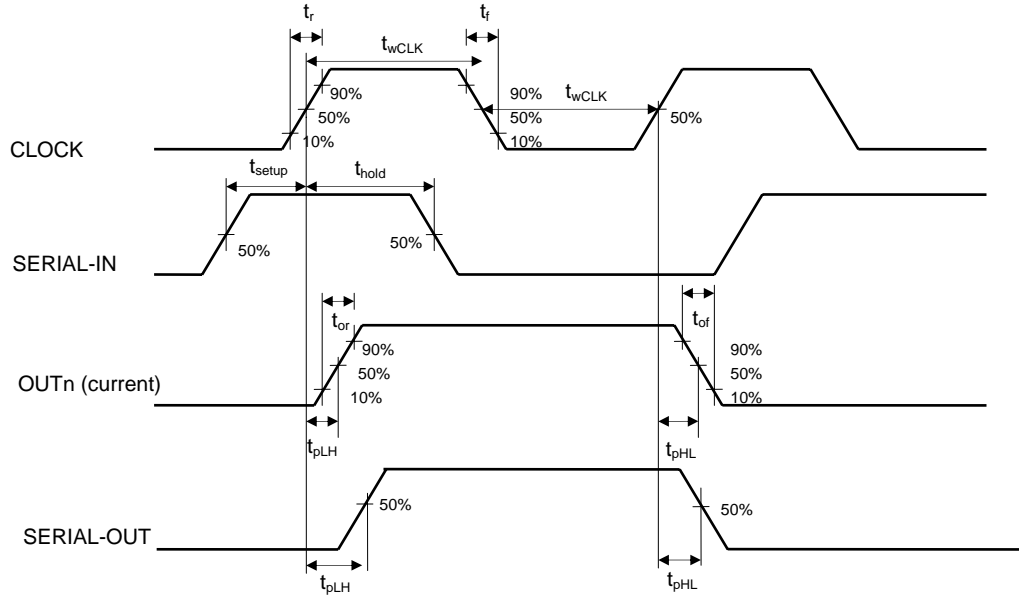 tr
tf
twCLK
90%
50%
10%
90%
50%
10%
twCLK
50%
CLOCK
tsetup
thold
50%
50%
SERIAL-IN
tor
tof
90%
50%
10%
90%
50%
10%
OUTn (current)
tpLH
tpHL
50%
50%
SERIAL-OUT
tpLH
tpHL